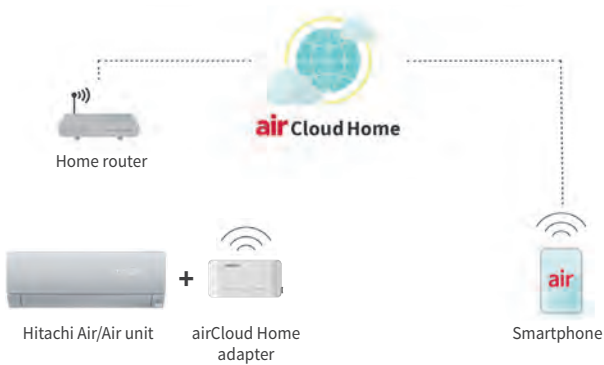 air Cloud Home
Home router
air
+
Hitachi Air/Air unit
airCloud Home
adapter
Smartphone